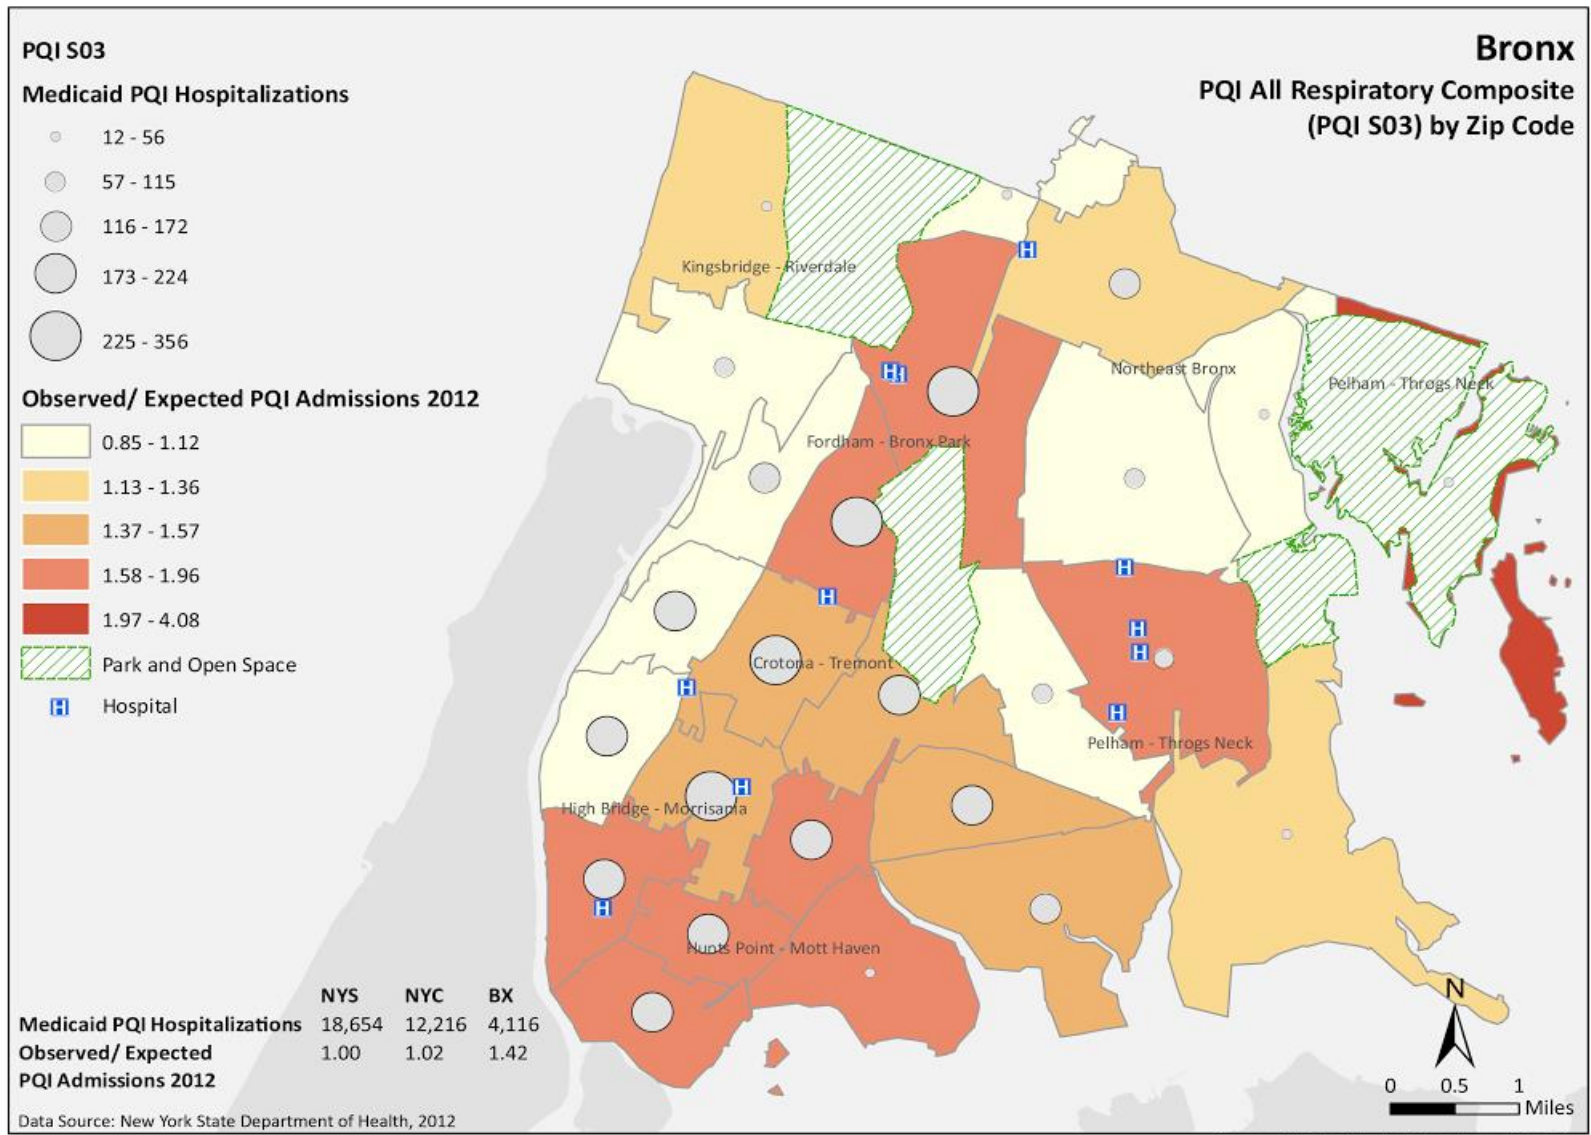 Bronx
PQI All Respiratory Composite
(PQI S03) by Zip Code
PQI S03
Medicaid PQI Hospitalizations
12 - 56
57 - 115
116 - 172
173 - 224
225 - 356
Observed/ Expected PQI Admissions 2012
0.85 - 1.12
1.13 - 1.36
1.37 - 1.57
1.58 - 1.96
1.97 - 4.08
Park and Open Space
H Hospital
H
Kingsbridge - Riverdale
Northeast Bronx
H H
Pelham - Throgs Neck
Fordham - Bronx Park
H
H
H
H
Crotona - Tremont
H
H
Pelham - Throgs Neck
H
High Bridge - Morrisania
H
Hunts Point - Mott Haven
NYS NYC BX
Medicaid PQI Hospitalizations 18,654 12,216 4,116
Observed/ Expected 1.00 1.02 1.42
PQI Admissions 2012
Data Source: New York State Department of Health, 2012
N
0 0.5 1
Miles